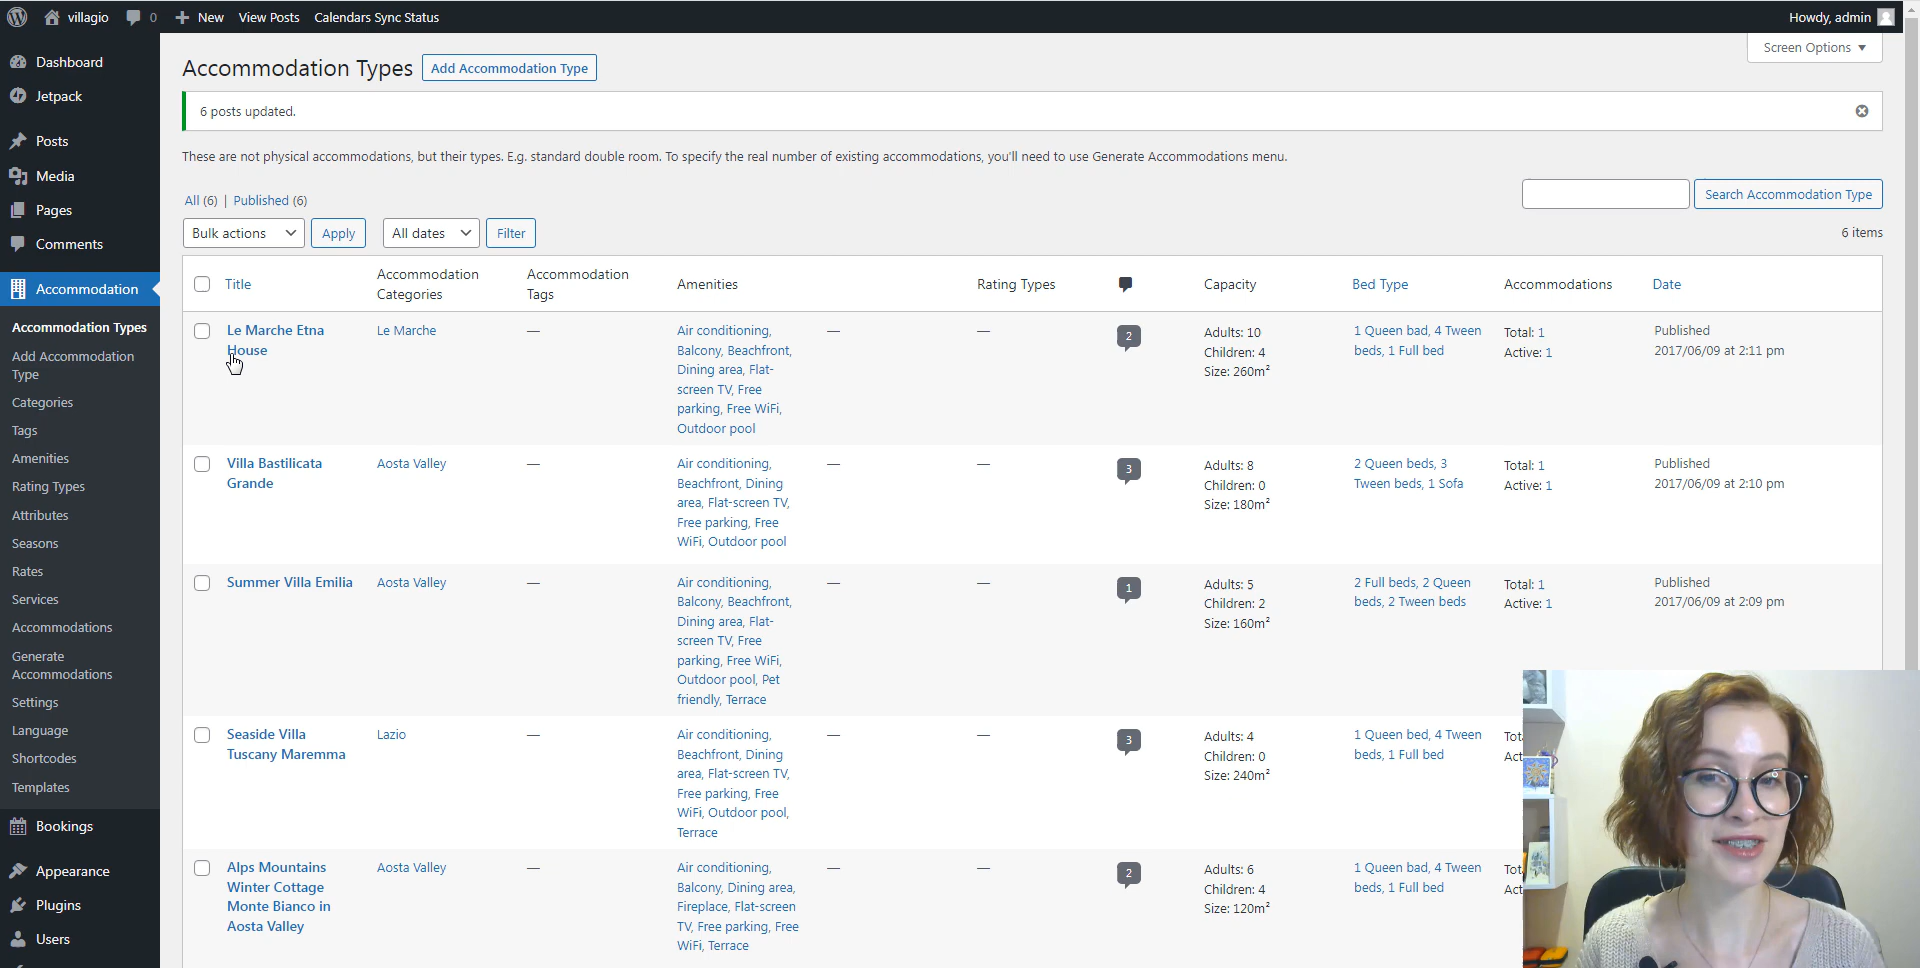 villagio
0
New
View Posts
Calendars Sync Status
Howdy, admin
Dashboard
Jetpack
Posts
Media
Pages
Comments
Accommodation
Accommodation Types
Add Accommodation
Type
Categories
Tags
Amenities
Rating Types
Attributes
Seasons
Rates
Services
Accommodations
Generate
Accommodations
Settings
Language
Shortcodes
Templates
Bookings
Appearance
Plugins
Users
Screen Options
Accommodation Types
Add Accommodation Type
6 posts updated.
These are not physical accommodations, but their types. E.g. standard double room. To specify the real number of existing accommodations, you'll need to use Generate Accommodations menu.
All (6) | Published (6)
Search Accommodation Type
Bulk actions
Apply
All dates
Filter
6 items
Title
Accommodation
Categories
Accommodation
Tags
Amenities
Rating Types
Capacity
Bed Type
Accommodations
Date
Le Marche Etna
House
Le Marche
—
Air conditioning,
Balcony, Beachfront,
Dining area, Flat-
screen TV, Free
parking, Free WiFi,
Outdoor pool
—
—
2
Adults: 10
Children: 4
Size: 260m²
1 Queen bad, 4 Tween
beds, 1 Full bed
Total: 1
Active: 1
Published
2017/06/09 at 2:11 pm
Villa Bastilicata
Grande
Aosta Valley
—
Air conditioning,
Beachfront, Dining
area, Flat-screen TV,
Free parking, Free
WiFi, Outdoor pool
—
—
3
Adults: 8
Children: 0
Size: 180m²
2 Queen beds, 3
Tween beds, 1 Sofa
Total: 1
Active: 1
Published
2017/06/09 at 2:10 pm
Summer Villa Emilia
Aosta Valley
—
Air conditioning,
Balcony, Beachfront,
Dining area, Flat-
screen TV, Free
parking, Free WiFi,
Outdoor pool, Pet
friendly, Terrace
—
—
1
Adults: 5
Children: 2
Size: 160m²
2 Full beds, 2 Queen
beds, 2 Tween beds
Total: 1
Active: 1
Published
2017/06/09 at 2:09 pm
Seaside Villa
Tuscany Maremma
Lazio
—
Air conditioning,
Beachfront, Dining
area, Flat-screen TV,
Free parking, Free
WiFi, Outdoor pool,
Terrace
—
—
3
Adults: 4
Children: 0
Size: 240m²
1 Queen bed, 4 Tween
beds, 1 Full bed
Tot
Act
Alps Mountains
Winter Cottage
Monte Bianco in
Aosta Valley
Aosta Valley
—
Air conditioning,
Balcony, Dining area,
Fireplace, Flat-screen
TV, Free parking, Free
WiFi, Terrace
—
—
2
Adults: 6
Children: 4
Size: 120m²
1 Queen bad, 4 Tween
beds, 1 Full bed
Tot
Act